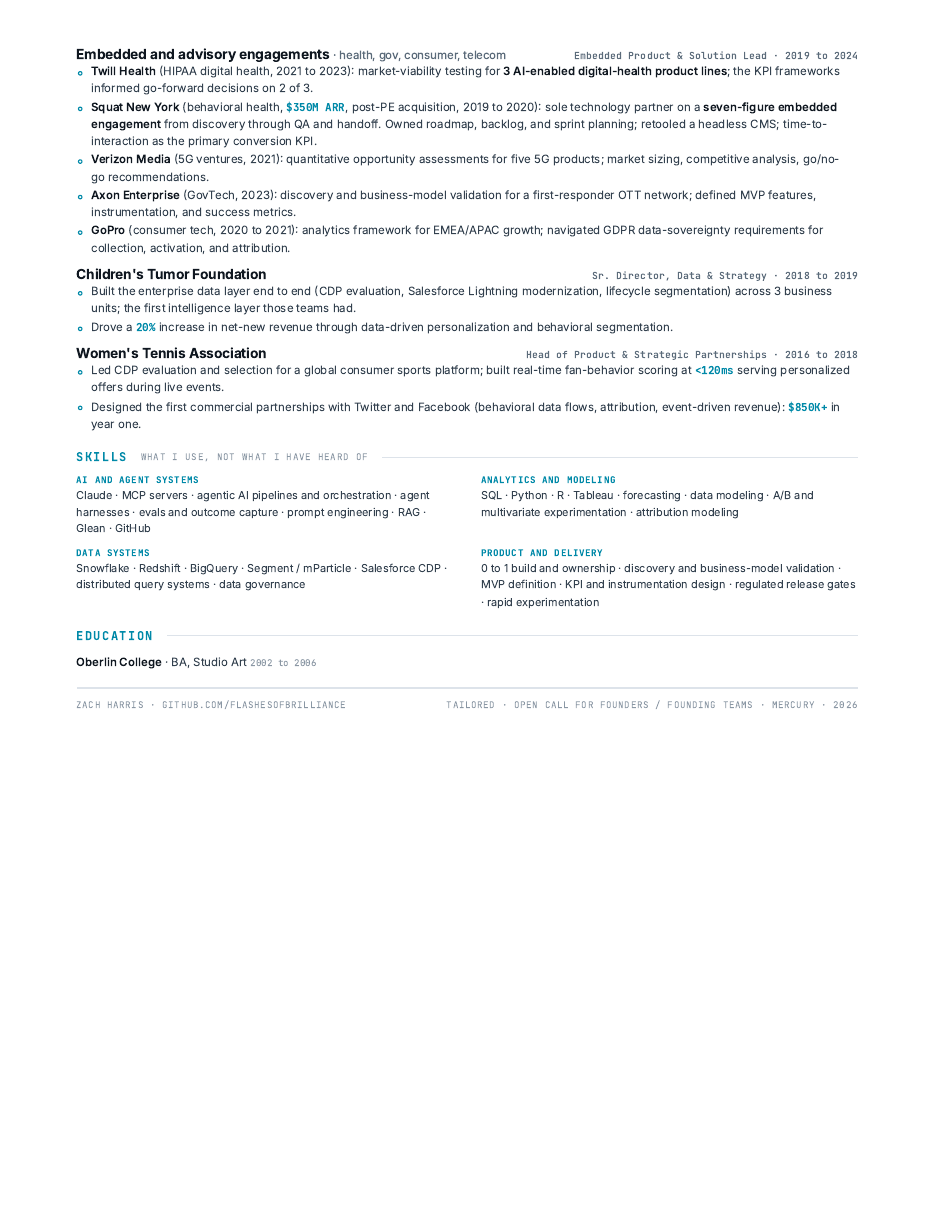 Embedded and advisory engagements · health, gov, consumer, telecom Embedded Product & Solution Lead · 2019 to 2024
Twill Health (HIPAA digital health, 2021 to 2023): market-viability testing for 3 AI-enabled digital-health product lines; the KPI frameworks
informed go-forward decisions on 2 of 3.
Squat New York (behavioral health, $350M ARR, post-PE acquisition, 2019 to 2020): sole technology partner on a seven-figure embedded
engagement from discovery through QA and handoff. Owned roadmap, backlog, and sprint planning; retooled a headless CMS; time-to-
interaction as the primary conversion KPI.
Verizon Media (5G ventures, 2021): quantitative opportunity assessments for five 5G products; market sizing, competitive analysis, go/no-
go recommendations.
Axon Enterprise (GovTech, 2023): discovery and business-model validation for a first-responder OTT network; defined MVP features,
instrumentation, and success metrics.
GoPro (consumer tech, 2020 to 2021): analytics framework for EMEA/APAC growth; navigated GDPR data-sovereignty requirements for
collection, activation, and attribution.
Children's Tumor Foundation Sr. Director, Data & Strategy · 2018 to 2019
Built the enterprise data layer end to end (CDP evaluation, Salesforce Lightning modernization, lifecycle segmentation) across 3 business
units; the first intelligence layer those teams had.
Drove a 20% increase in net-new revenue through data-driven personalization and behavioral segmentation.
Women's Tennis Association Head of Product & Strategic Partnerships · 2016 to 2018
Led CDP evaluation and selection for a global consumer sports platform; built real-time fan-behavior scoring at <120ms serving personalized
offers during live events.
Designed the first commercial partnerships with Twitter and Facebook (behavioral data flows, attribution, event-driven revenue): $850K+ in
year one.
SKILLS WHAT I USE, NOT WHAT I HAVE HEARD OF
AI AND AGENT SYSTEMS
Claude · MCP servers · agentic AI pipelines and orchestration · agent
harnesses · evals and outcome capture · prompt engineering · RAG ·
Glean · GitHub
ANALYTICS AND MODELING
SQL · Python · R · Tableau · forecasting · data modeling · A/B and
multivariate experimentation · attribution modeling
DATA SYSTEMS
Snowflake · Redshift · BigQuery · Segment / mParticle · Salesforce CDP ·
distributed query systems · data governance
PRODUCT AND DELIVERY
0 to 1 build and ownership · discovery and business-model validation ·
MVP definition · KPI and instrumentation design · regulated release gates
· rapid experimentation
EDUCATION
Oberlin College · BA, Studio Art 2002 to 2006
ZACH HARRIS · GITHUB.COM/FLASHESOFBRILLIANCE TAILORED · OPEN CALL FOR FOUNDERS / FOUNDING TEAMS · MERCURY · 2026